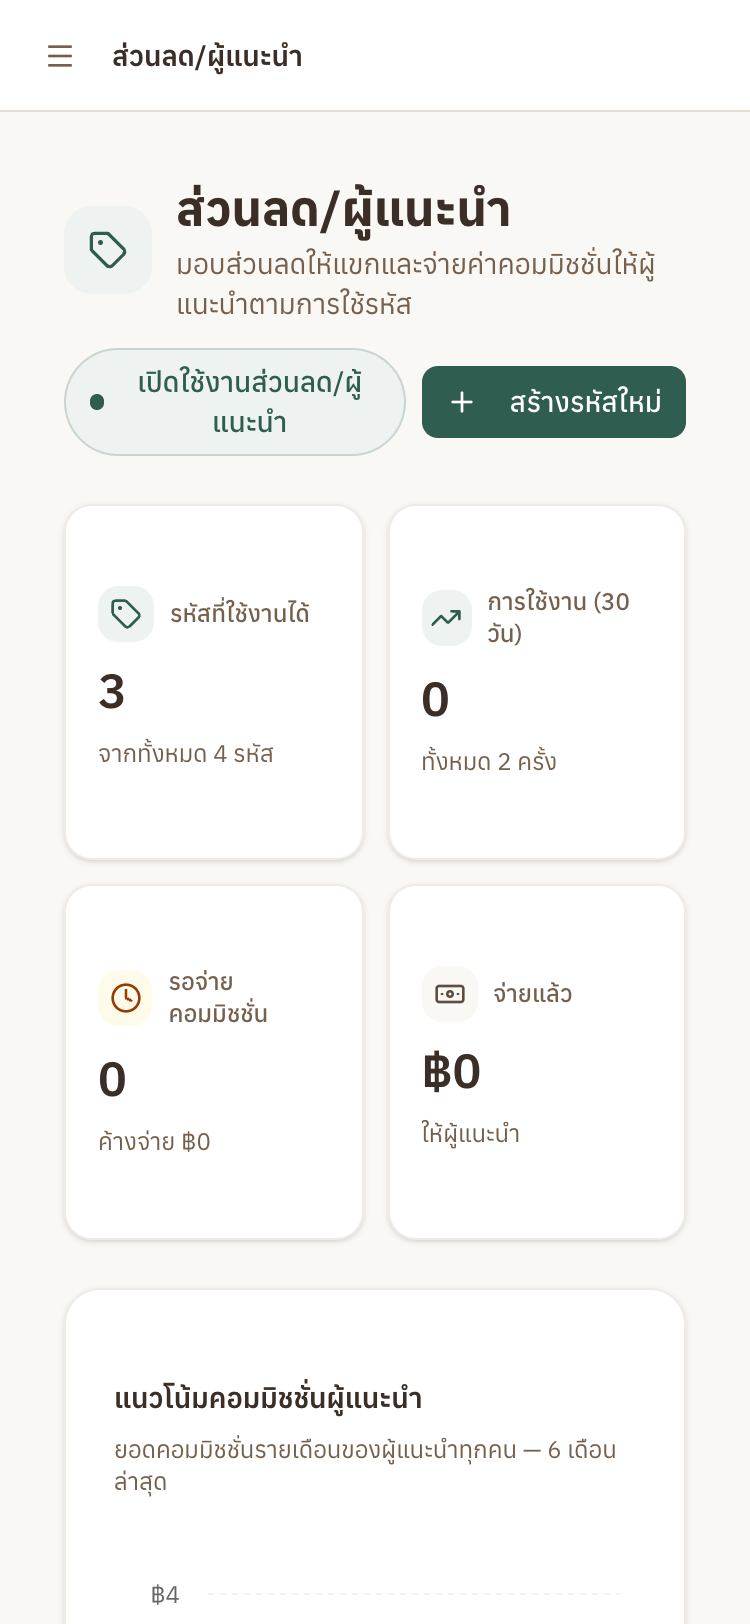 ส่วนลด/ผู้แนะนำ
ส่วนลด/ผู้แนะนำ
มอบส่วนลดให้แขกและจ่ายค่าคอมมิชชั่นให้ผู้
แนะนำตามการใช้รหัส
เปิดใช้งานส่วนลด/ผู้
แนะนำ
สร้างรหัสใหม่
รหัสที่ใช้งานได้
3
จากทั้งหมด 4 รหัส
การใช้งาน (30
วัน)
0
ทั้งหมด 2 ครั้ง
รอจ่าย
คอมมิชชั่น
0
ค้างจ่าย ฿0
จ่ายแล้ว
฿0
ให้ผู้แนะนำ
แนวโน้มคอมมิชชั่นผู้แนะนำ
ยอดคอมมิชชั่นรายเดือนของผู้แนะนำทุกคน — 6 เดือน
ล่าสุด
฿4